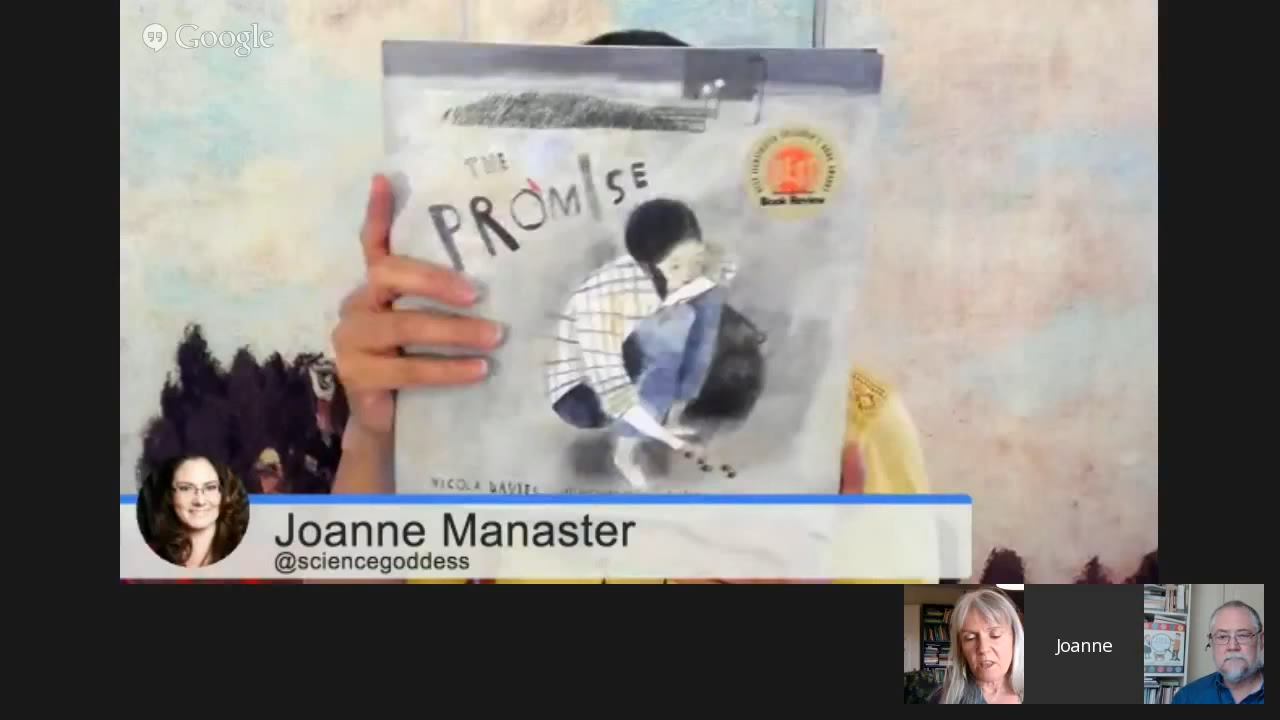 Google
THE
PROMISE
Book Review
NICOLA DAVIES
Joanne Manaster
@sciencegoddess
Joanne